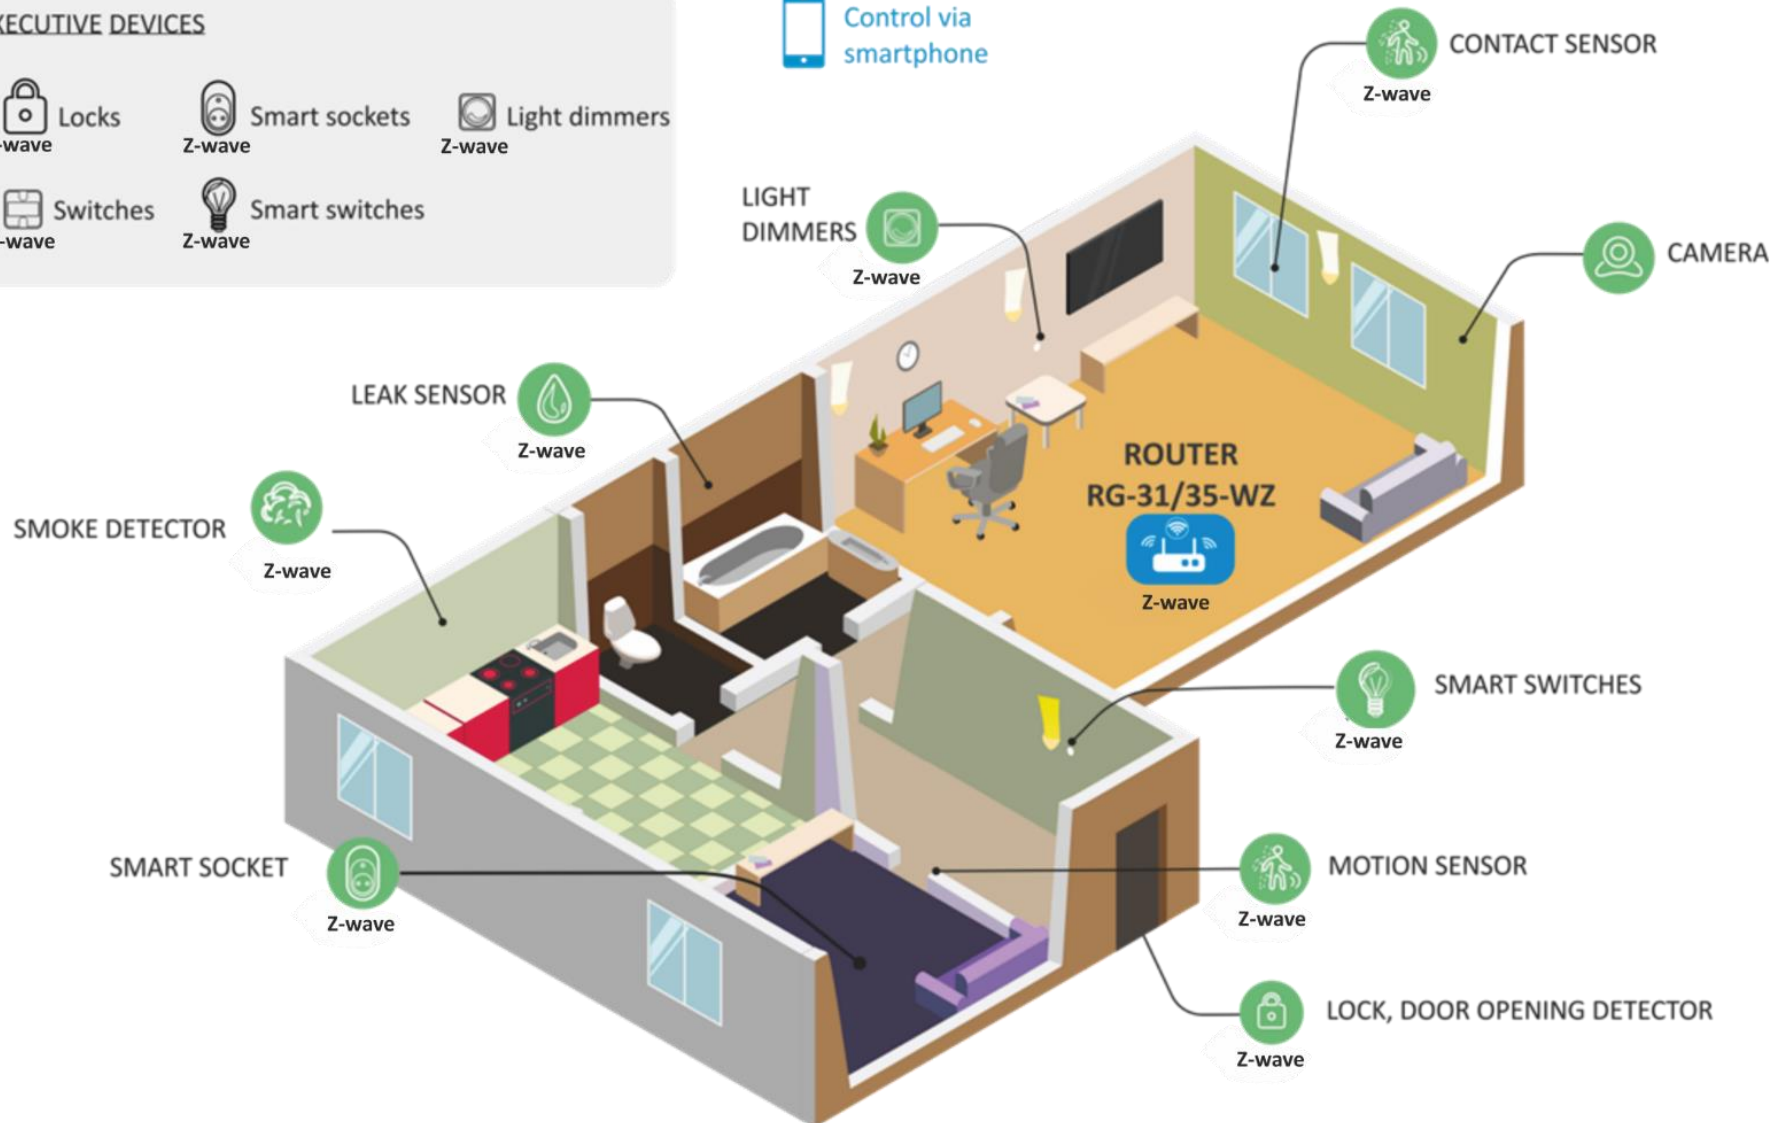 XECUTIVE DEVICES
Locks
-wave
Smart sockets
Z-wave
Light dimmers
Z-wave
Switches
-wave
Smart switches
Z-wave
Control via
smartphone
CONTACT SENSOR
Z-wave
LIGHT
DIMMERS
Z-wave
CAMERA
LEAK SENSOR
Z-wave
SMOKE DETECTOR
Z-wave
ROUTER
RG-31/35-WZ
Z-wave
SMART SWITCHES
Z-wave
SMART SOCKET
Z-wave
MOTION SENSOR
Z-wave
LOCK, DOOR OPENING DETECTOR
Z-wave